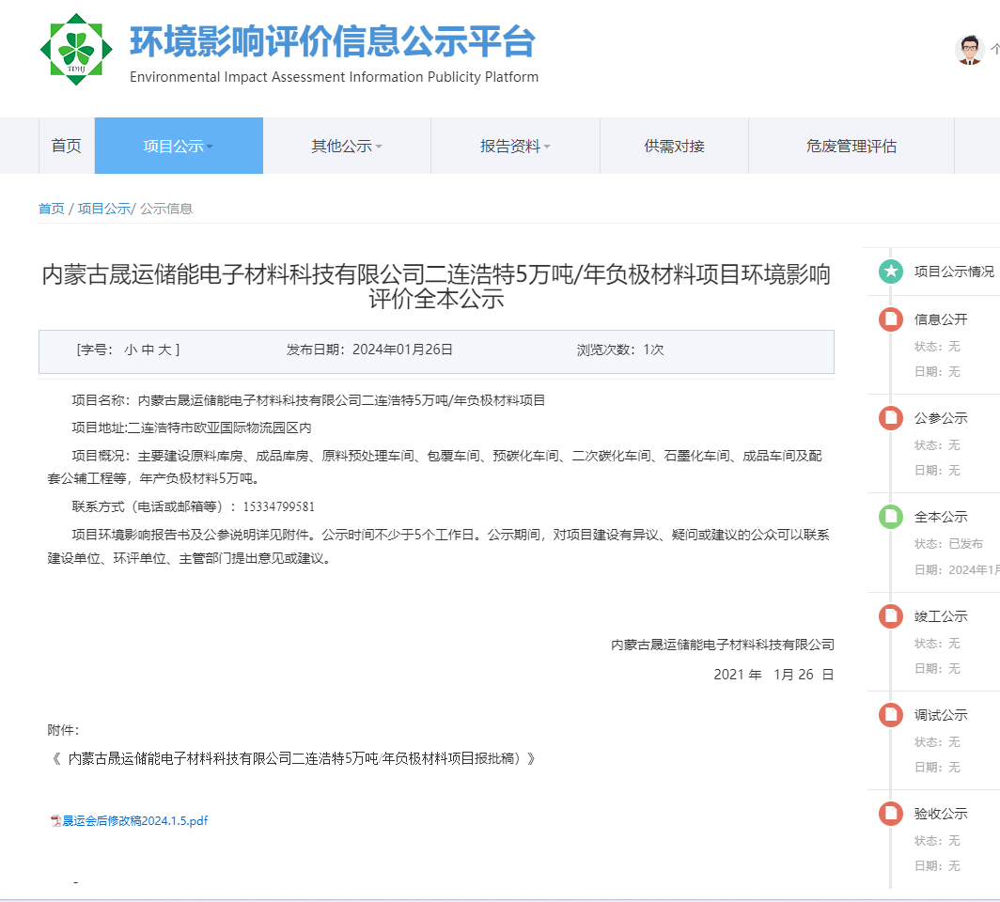 环境影响评价信息公示平台
Environmental Impact Assessment Information Publicity Platform
TDHJ
首页 项目公示 其他公示 报告资料 供需对接 危废管理评估
首页 / 项目公示/ 公示信息
内蒙古晟运储能电子材料科技有限公司二连浩特5万吨/年负极材料项目环境影响
评价全本公示
[字号： 小 中 大 ] 发布日期：2024年01月26日 浏览次数：1次
项目名称：内蒙古晟运储能电子材料科技有限公司二连浩特5万吨/年负极材料项目
项目地址:二连浩特市欧亚国际物流园区内
项目概况：主要建设原料库房、成品库房、原料预处理车间、包覆车间、预碳化车间、二次碳化车间、石墨化车间、成品车间及配
套公辅工程等，年产负极材料5万吨。
联系方式（电话或邮箱等）：15334799581
项目环境影响报告书及公参说明详见附件。公示时间不少于5个工作日。公示期间，对项目建设有异议、疑问或建议的公众可以联系
建设单位、环评单位、主管部门提出意见或建议。
内蒙古晟运储能电子材料科技有限公司
2021 年 1月 26 日
附件：
《 内蒙古晟运储能电子材料科技有限公司二连浩特5万吨/年负极材料项目报批稿）》
晟运会后修改稿2024.1.5.pdf
-
项目公示情况
信息公开
状态：无
日期：无
公参公示
状态：无
日期：无
全本公示
状态：已发布
日期：2024年1月
竣工公示
状态：无
日期：无
调试公示
状态：无
日期：无
验收公示
状态：无
日期：无